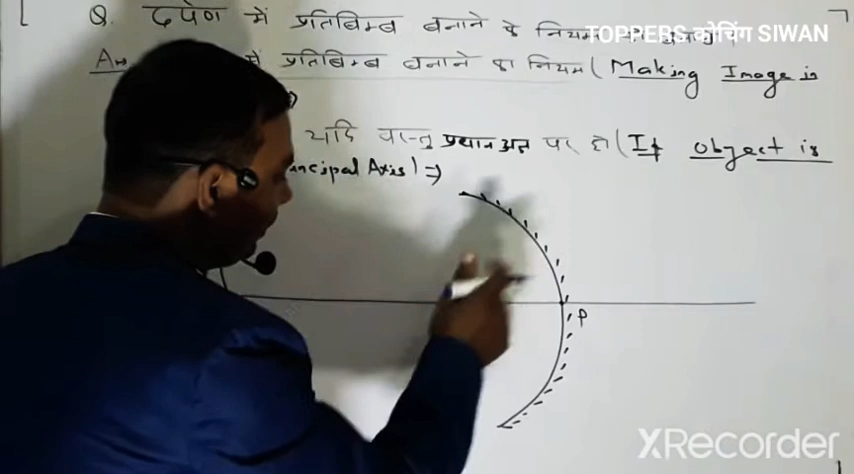 Q. दर्पण में प्रतिबिम्ब बनाने के नियम
TOPPERS कोचिंग SIWAN
Ans में प्रतिबिम्ब बनाने का नियम (Making Image in
यदि वस्तु प्रधान अक्ष पर हो (If object is
ncipal Axis) ⇒
P
XRecorder